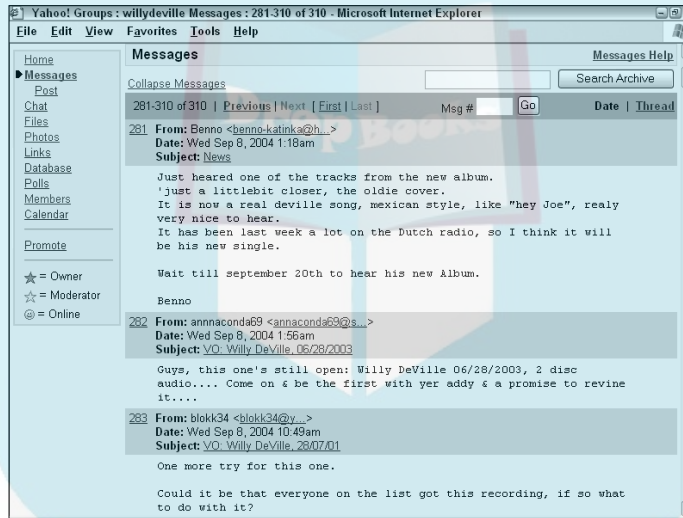 Yahoo! Groups : willydeville Messages : 281-310 of 310 - Microsoft Internet Explorer
File Edit View Favorites Tools Help
Home
Messages
Post
Chat
Files
Photos
Links
Database
Polls
Members
Calendar
Promote
= Owner
= Moderator
= Online
Messages
Messages Help
Collapse Messages
Search Archive
281-310 of 310 | Previous | Next [ First | Last ]
Msg #
Go
Date | Thread
281 From: Benno <benno-katinka@h...>
Date: Wed Sep 8, 2004 1:18am
Subject: News
Just heared one of the tracks from the new album.
'just a littlebit closer, the oldie cover.
It is now a real deville song, mexican style, like "hey Joe", realy
very nice to hear.
It has been last week a lot on the Dutch radio, so I think it will
be his new single.
Wait till september 20th to hear his new Album.
Benno
282 From: annnaconda69 <annaconda69@s...>
Date: Wed Sep 8, 2004 1:56am
Subject: VO: Willy DeVille, 06/28/2003
Guys, this one's still open: Willy DeVille 06/28/2003, 2 disc
audio.... Come on & be the first with yer addy & a promise to revine
it....
283 From: blokk34 <blokk34@y...>
Date: Wed Sep 8, 2004 10:49am
Subject: VO: Willy DeVille, 28/07/01
One more try for this one.
Could it be that everyone on the list got this recording, if so what
to do with it?
Drop Books